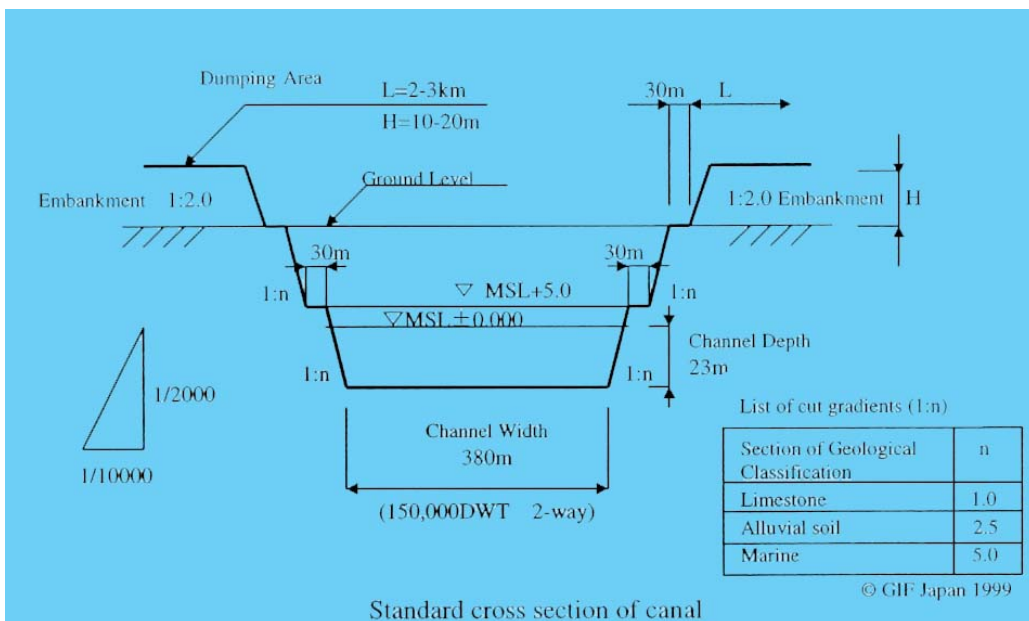 Dumping Area
L=2-3km
H=10-20m
30m
L
Ground Level
Embankment 1:2.0
1:2.0 Embankment
H
30m
30m
1:n
▽ MSL+5.0
1:n
▽MSL±0.000
Channel Depth
23m
1:n
1:n
1/2000
1/10000
Channel Width
380m
(150,000DWT 2-way)
List of cut gradients (1:n)
Section of Geological Classification n
Limestone 1.0
Alluvial soil 2.5
Marine 5.0
© GIF Japan 1999
Standard cross section of canal